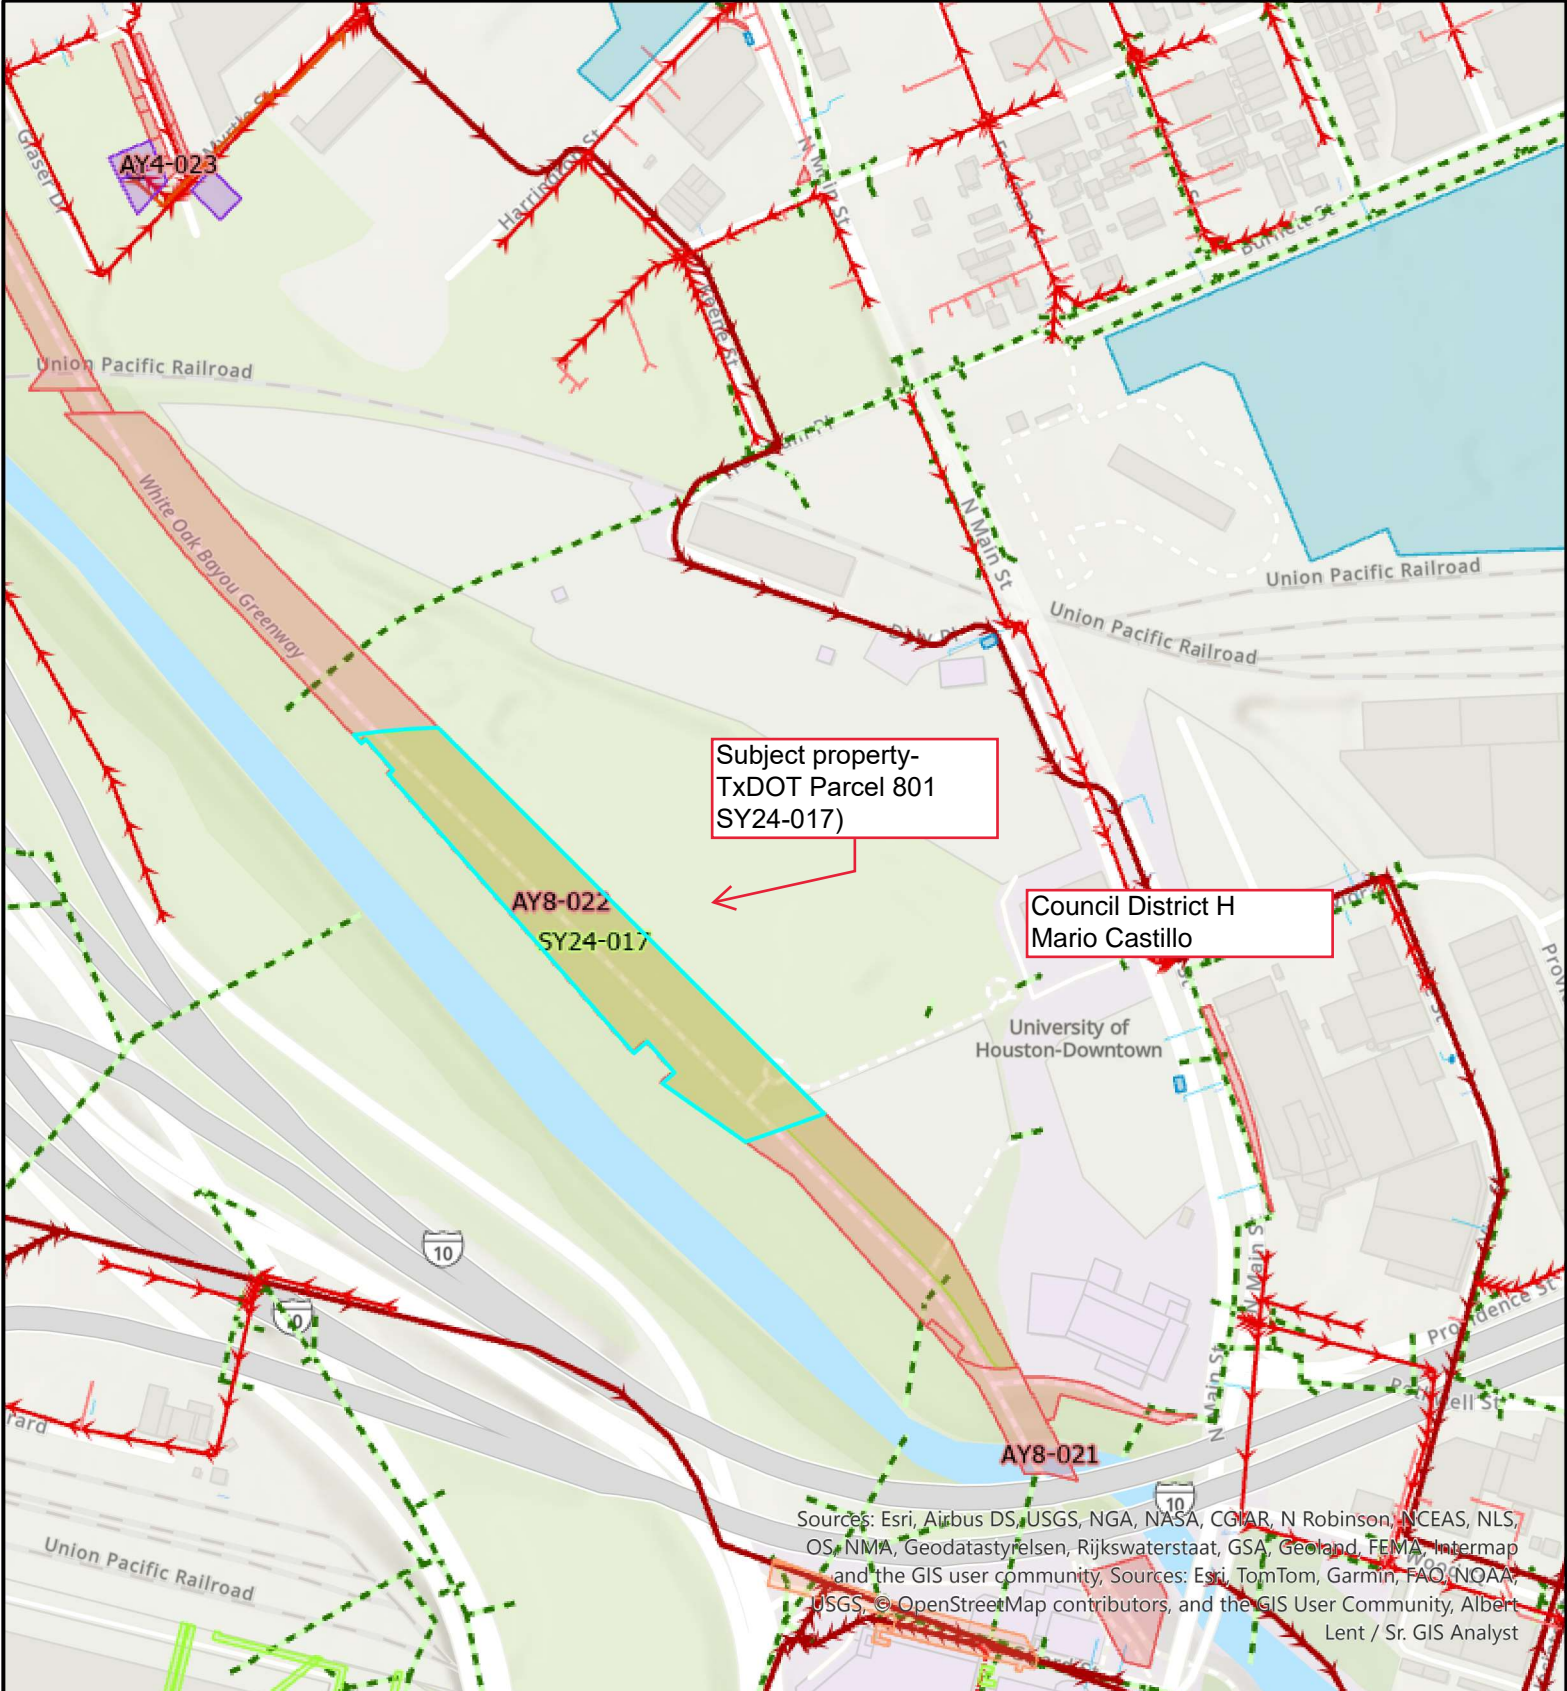 Glaser Dr
AY4-023
Myrtle St
Harrington St
N Main St
Burnett St
Keene St
Union Pacific Railroad
White Oak Bayou Greenway
N Main St
Union Pacific Railroad
Union Pacific Railroad
Daly Pl
Subject property-
TxDOT Parcel 801
SY24-017)
AY8-022
SY24-017
Council District H
Mario Castillo
University of
Houston-Downtown
10
N Main St
Providence St
N Main St
AY8-021
10
Union Pacific Railroad
Sources: Esri, Airbus DS, USGS, NGA, NASA, CGIAR, N Robinson, NCEAS, NLS,
OS, NMA, Geodatastyrelsen, Rijkswaterstaat, GSA, Geoland, FEMA, Intermap
and the GIS user community, Sources: Esri, TomTom, Garmin, FAO, NOAA,
USGS, © OpenStreetMap contributors, and the GIS User Community, Albert
Lent / Sr. GIS Analyst